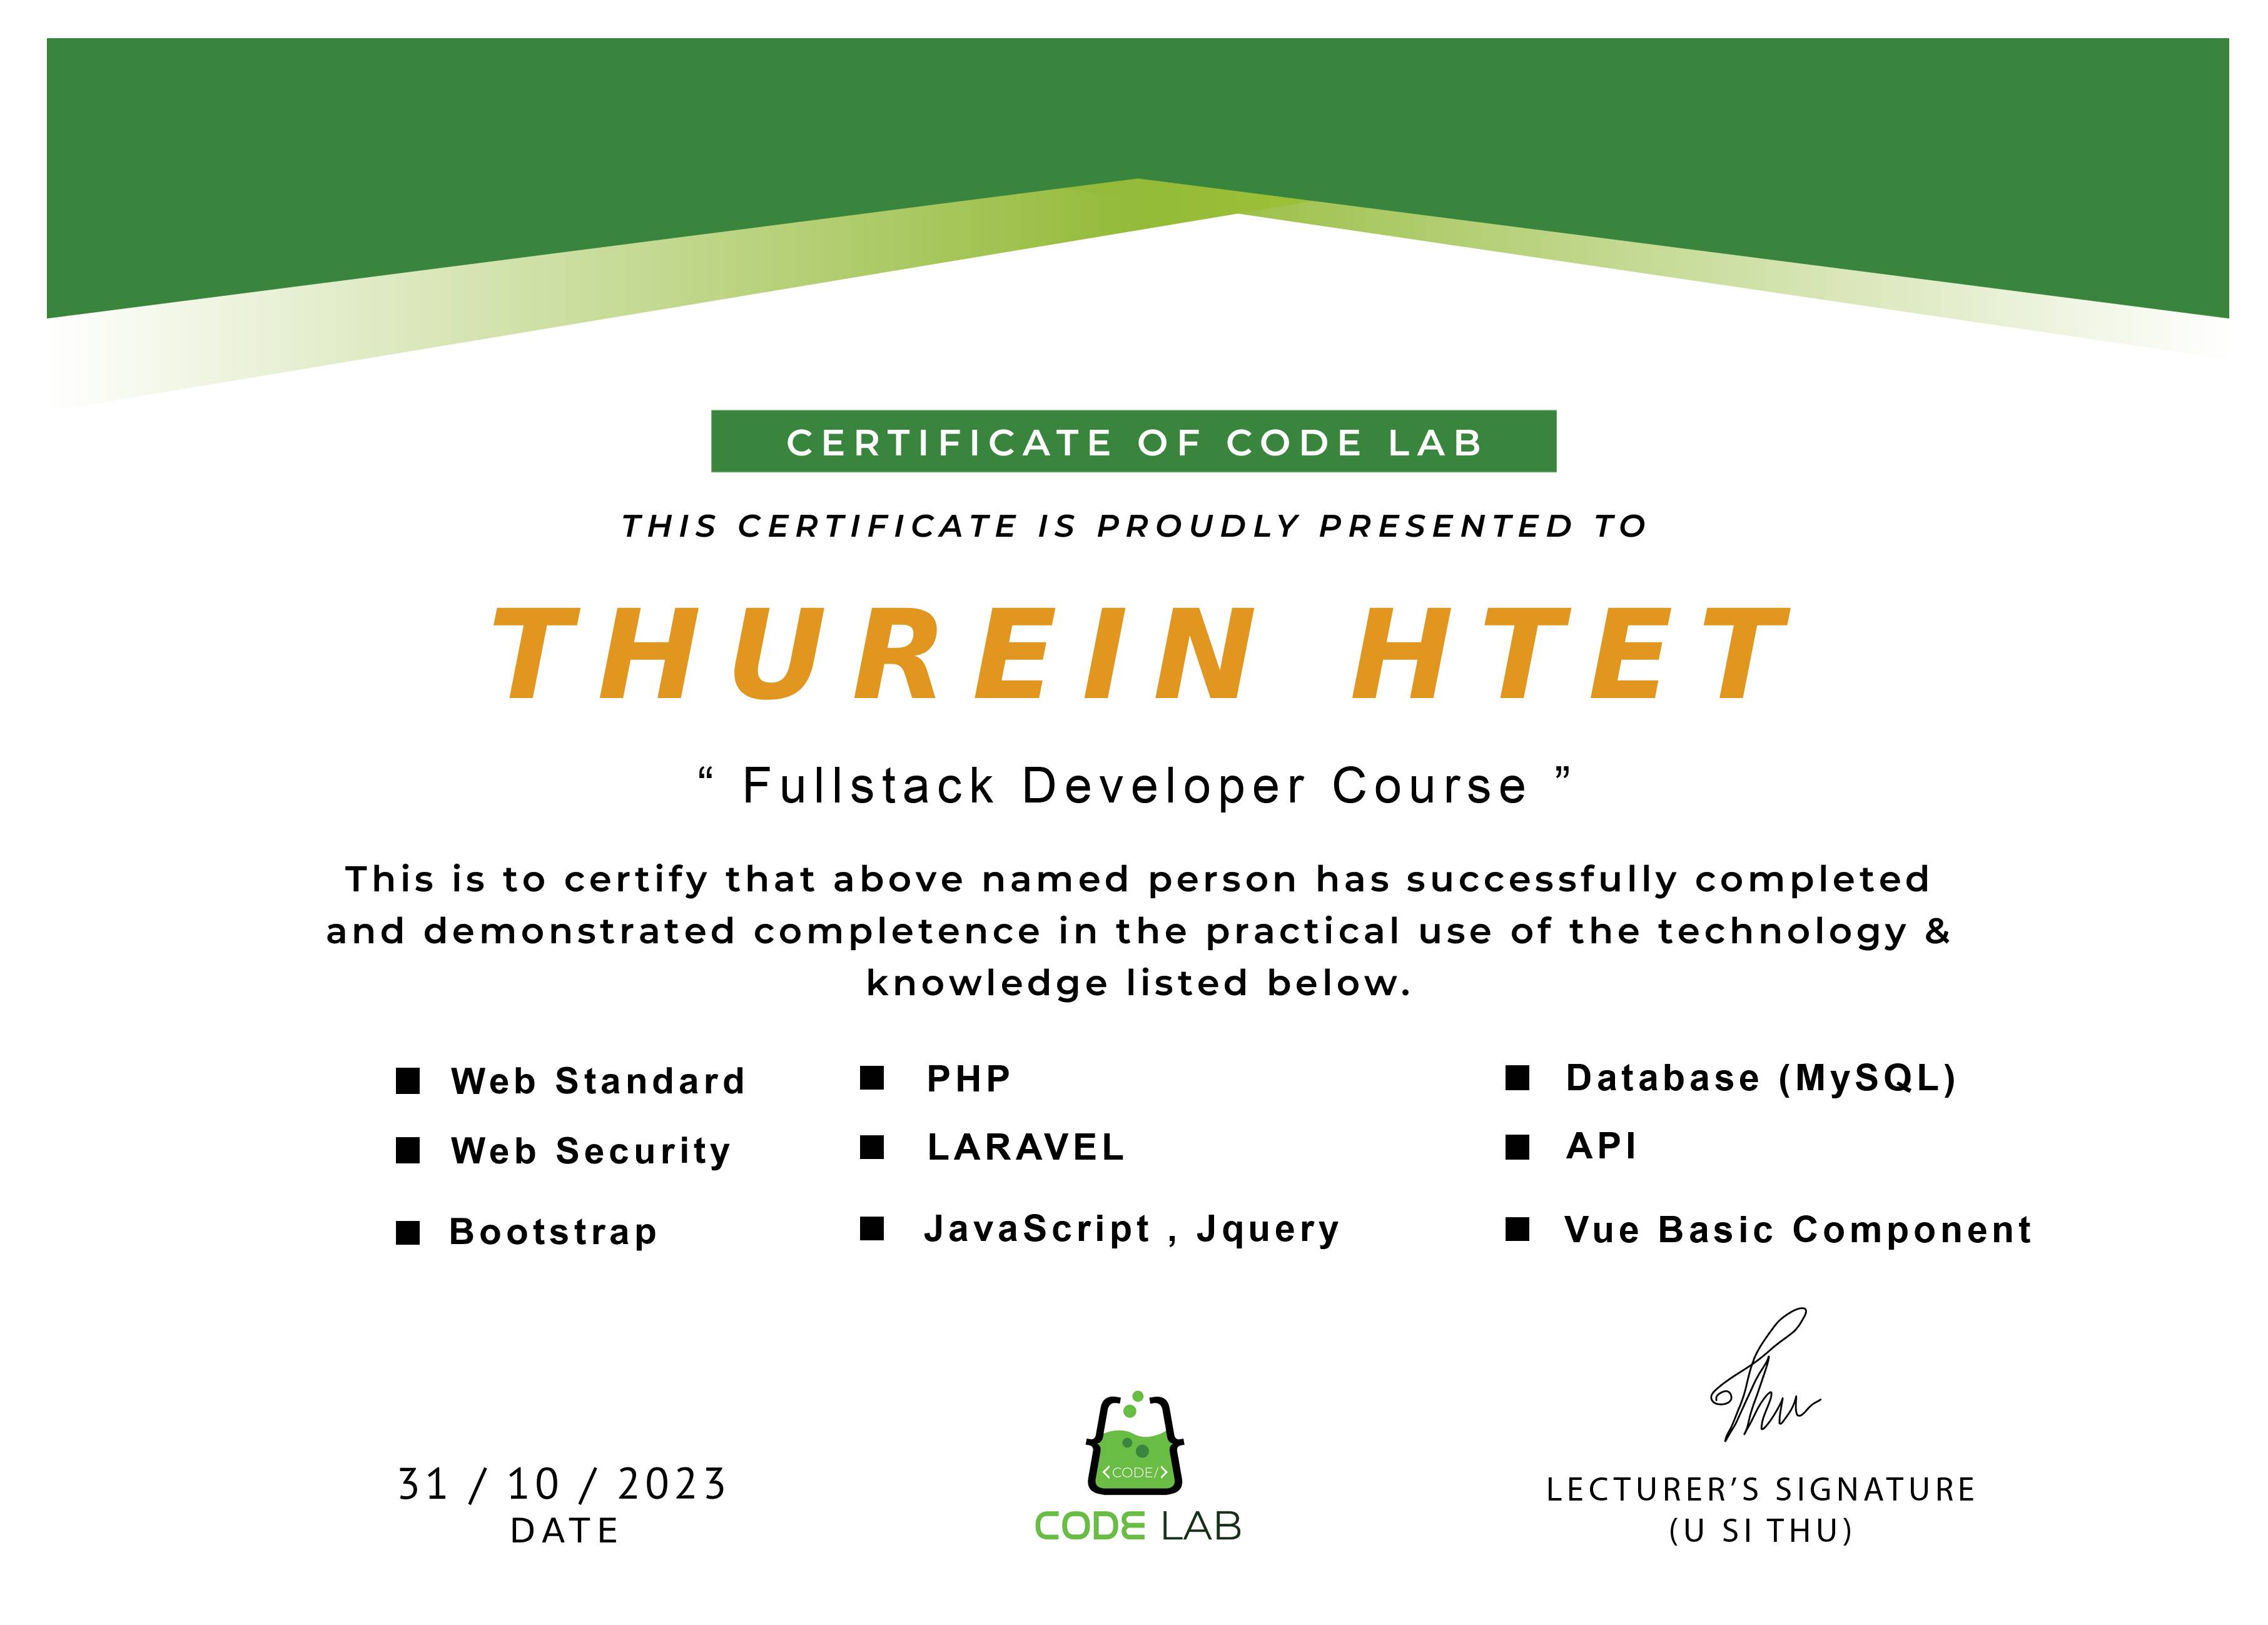 CERTIFICATE OF CODE LAB
THIS CERTIFICATE IS PROUDLY PRESENTED TO
THUREIN HTET
“ Fullstack Developer Course ”
This is to certify that above named person has successfully completed
and demonstrated completence in the practical use of the technology &
knowledge listed below.
■ Web Standard
■ Web Security
■ Bootstrap
■ PHP
■ LARAVEL
■ JavaScript , Jquery
■ Database (MySQL)
■ API
■ Vue Basic Component
31 / 10 / 2023
DATE
<CODE/>
CODE LAB
Thu
LECTURER’S SIGNATURE
(U SI THU)